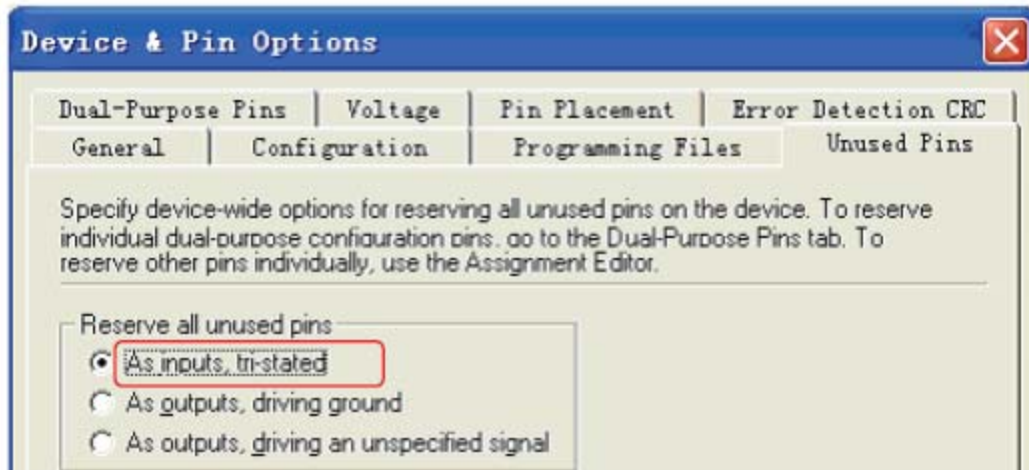 Device & Pin Options
Dual-Purpose Pins
Voltage
Pin Placement
Error Detection CRC
General
Configuration
Programming Files
Unused Pins
Specify device-wide options for reserving all unused pins on the device. To reserve
individual dual-purpose configuration pins, go to the Dual-Purpose Pins tab. To
reserve other pins individually, use the Assignment Editor.
Reserve all unused pins
As inputs, tri-stated
As outputs, driving ground
As outputs, driving an unspecified signal